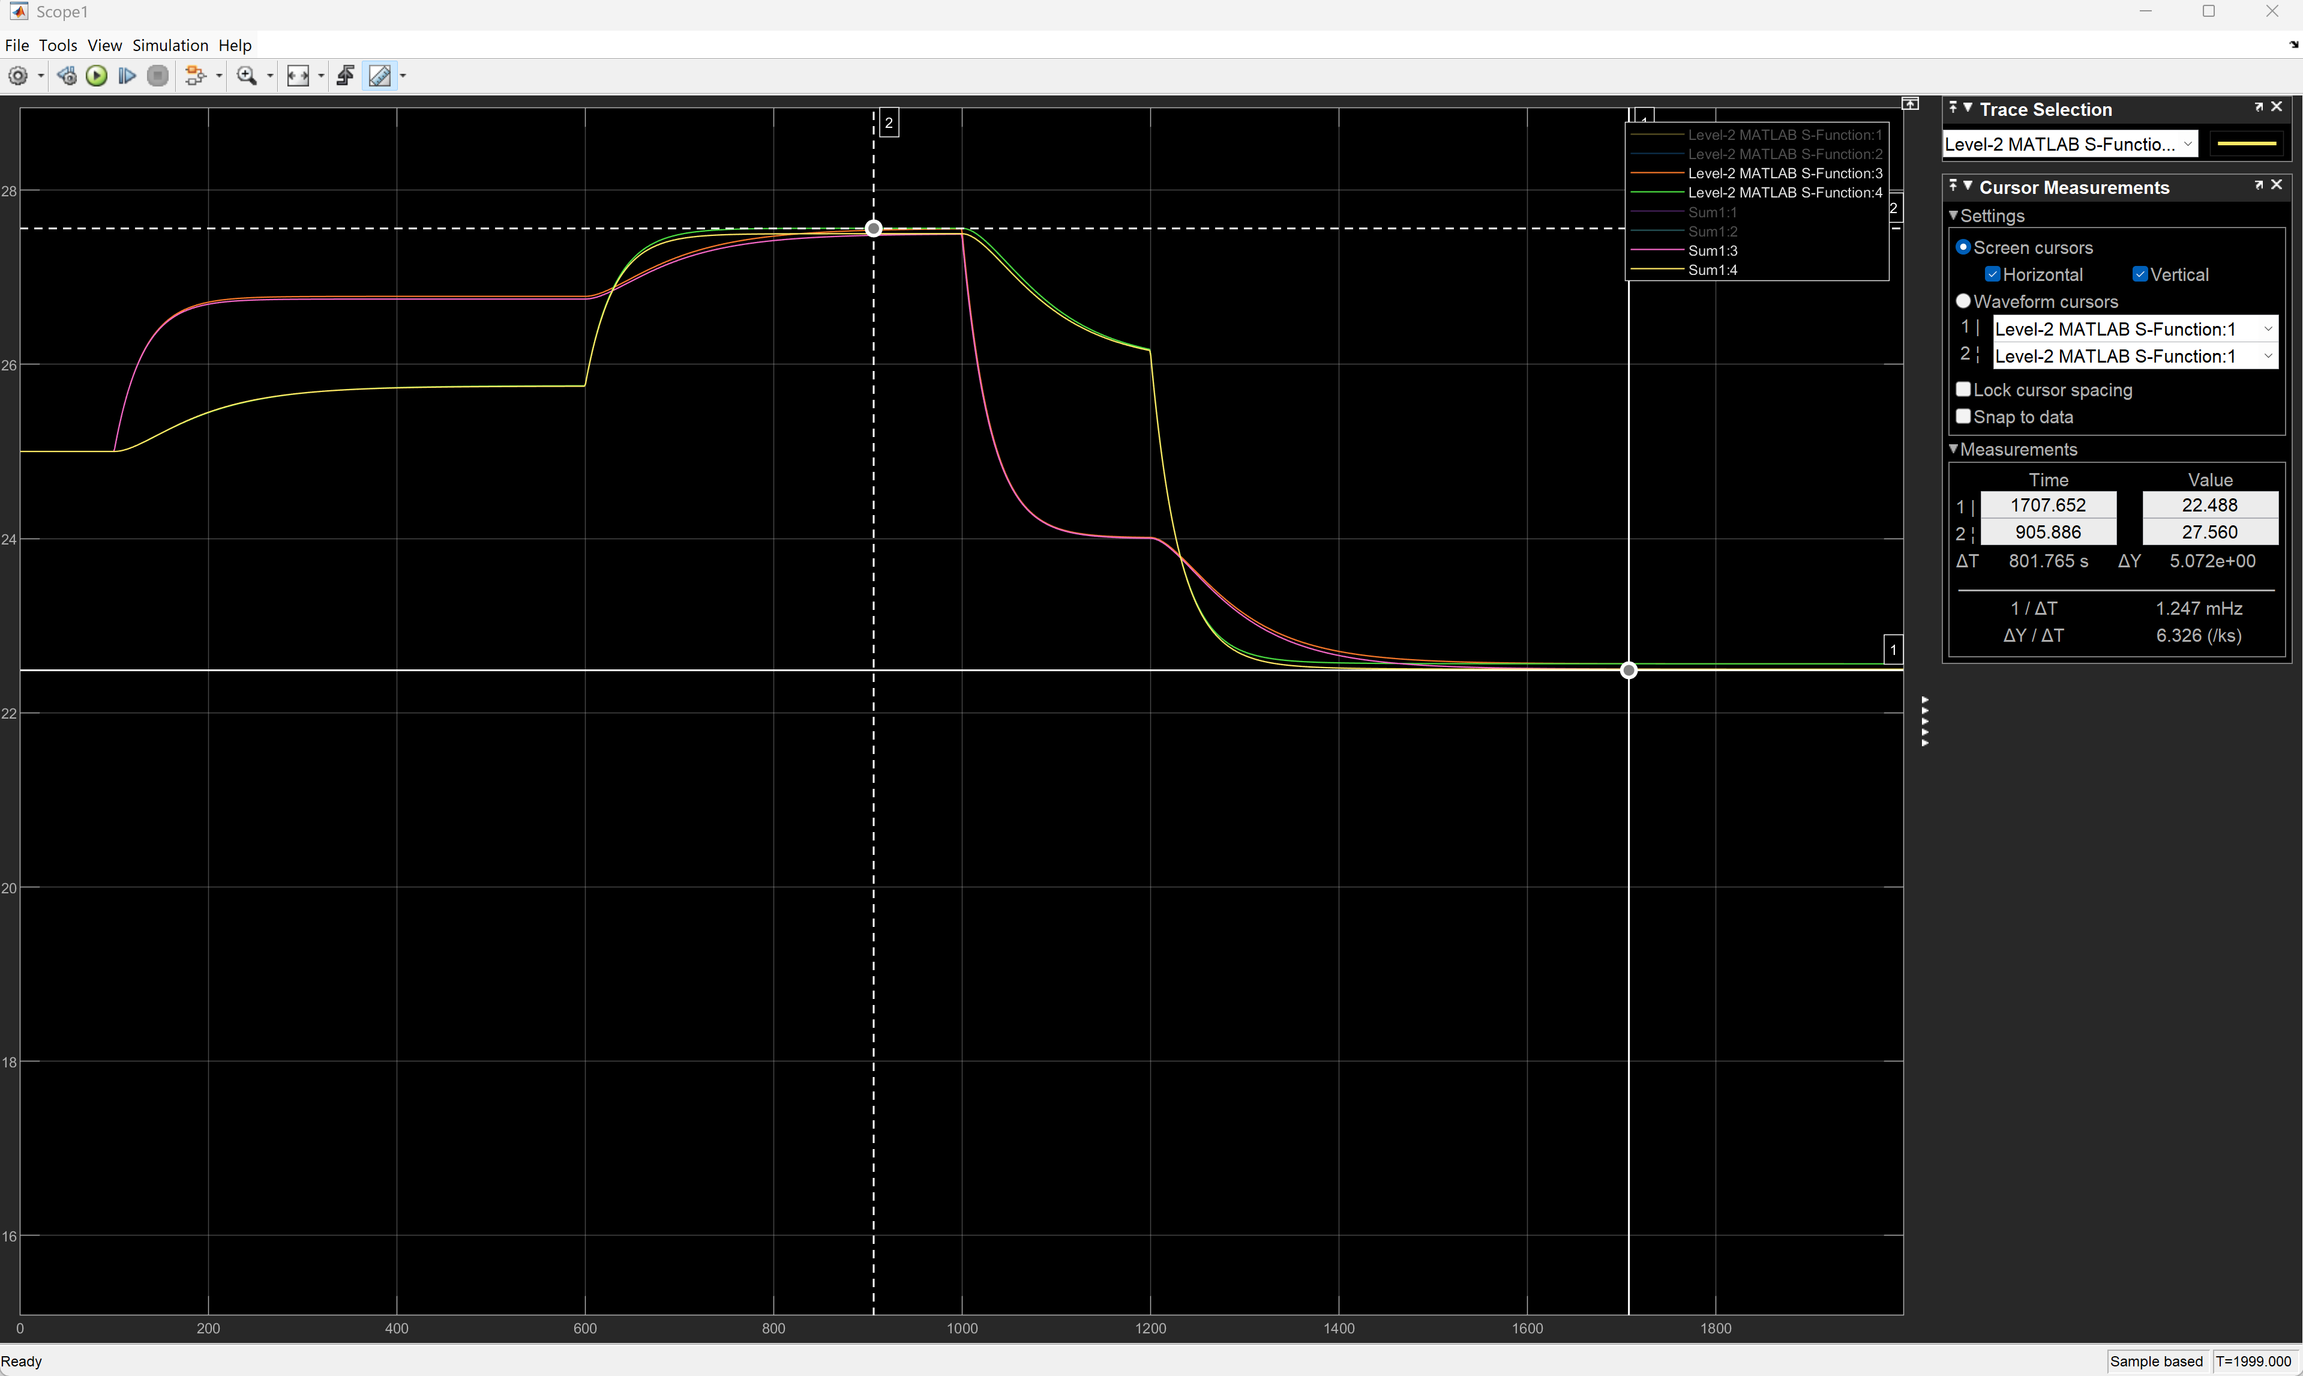 Scope1
File Tools View Simulation Help
2
1
Level-2 MATLAB S-Function:1
Level-2 MATLAB S-Function:2
Level-2 MATLAB S-Function:3
Level-2 MATLAB S-Function:4
Sum1:1
Sum1:2
Sum1:3
Sum1:4
2
1
28
26
24
22
20
18
16
0 200 400 600 800 1000 1200 1400 1600 1800
Trace Selection
Level-2 MATLAB S-Functio...
Cursor Measurements
Settings
Screen cursors
Horizontal Vertical
Waveform cursors
1 | Level-2 MATLAB S-Function:1
2 ¦ Level-2 MATLAB S-Function:1
Lock cursor spacing
Snap to data
Measurements
Time Value
1 | 1707.652 22.488
2 ¦ 905.886 27.560
ΔT 801.765 s ΔY 5.072e+00
1 / ΔT 1.247 mHz
ΔY / ΔT 6.326 (/ks)
Ready
Sample based T=1999.000